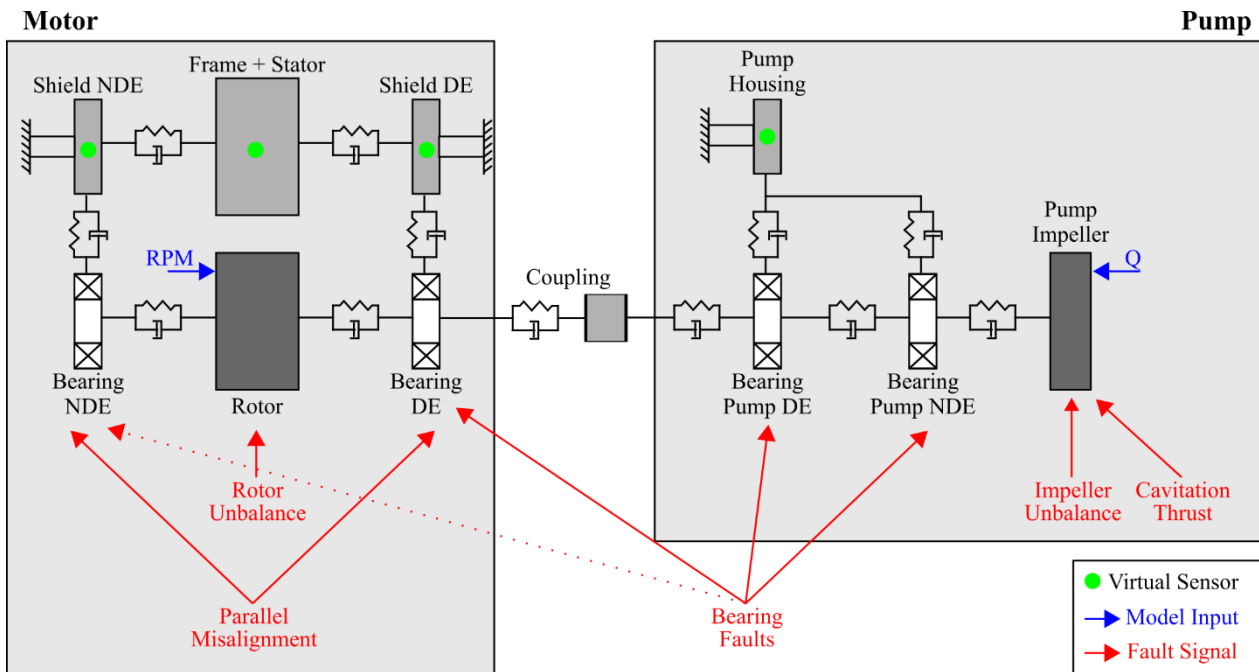 Motor
Pump
Frame + Stator
Shield NDE
Shield DE
Pump
Housing
Pump
Impeller
RPM
Q
Coupling
Bearing
NDE
Rotor
Bearing
DE
Bearing
Pump DE
Bearing
Pump NDE
Rotor
Unbalance
Impeller
Unbalance
Cavitation
Thrust
Parallel
Misalignment
Bearing
Faults
Virtual Sensor
Model Input
Fault Signal